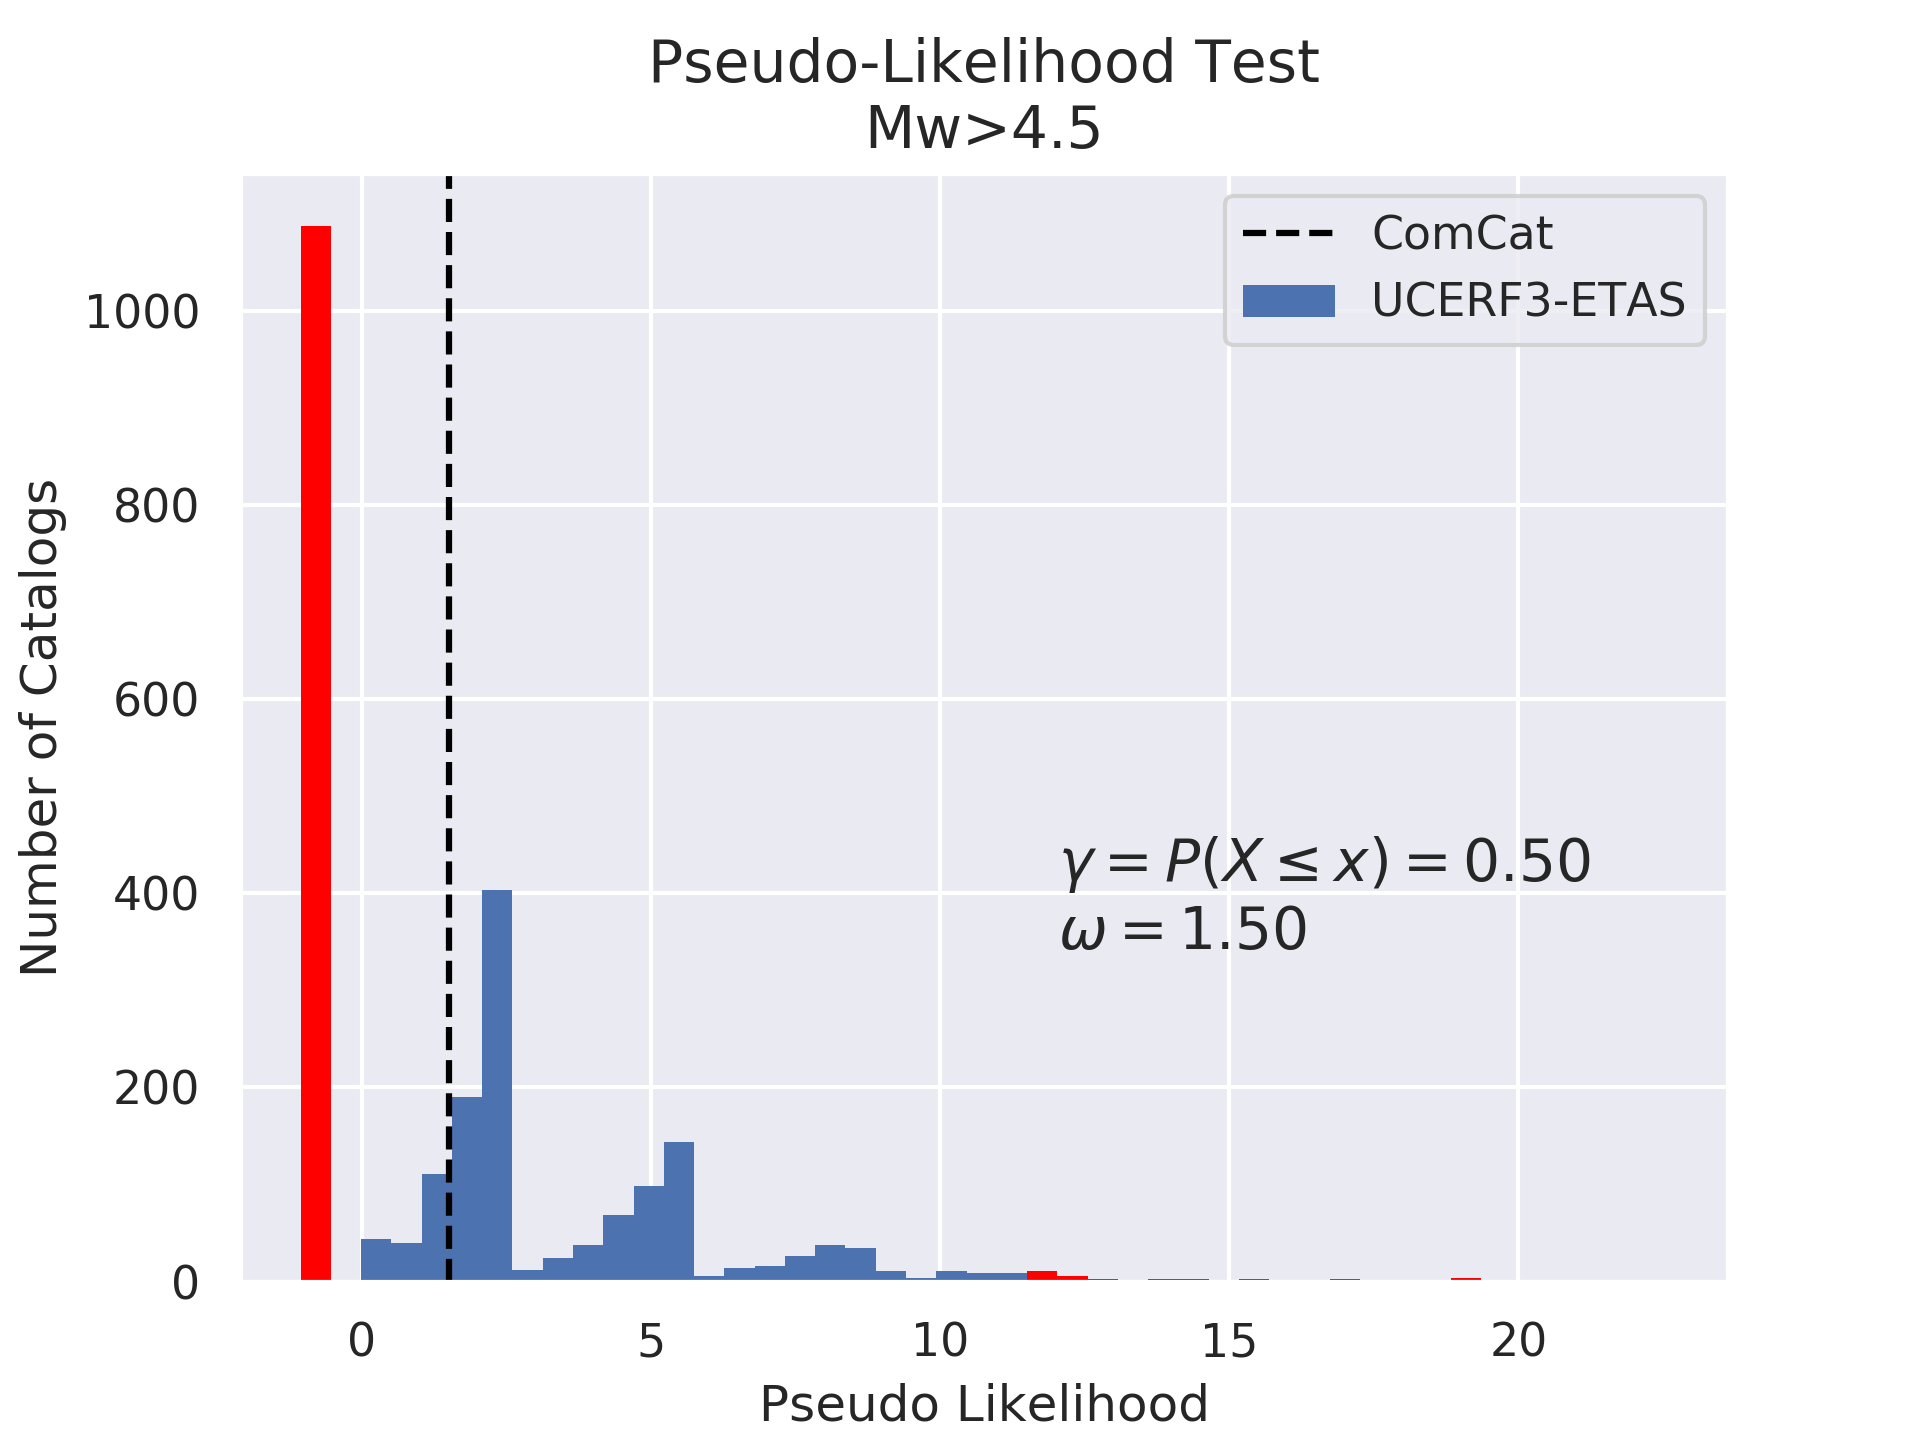 Pseudo-Likelihood Test
Mw>4.5
ComCat
UCERF3-ETAS
1000
800
600
400
200
0
Number of Catalogs
γ = P(X ≤ x) = 0.50
ω = 1.50
0 5 10 15 20
Pseudo Likelihood